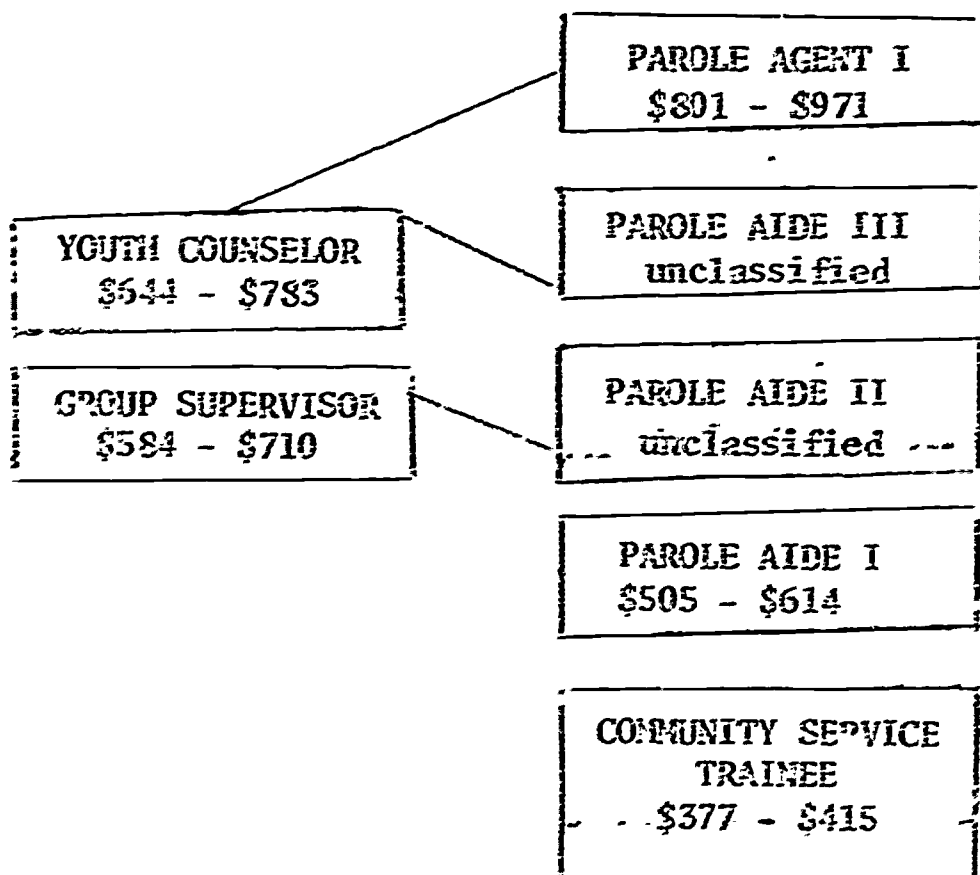 PAROLE AGENT I
$801 - $971
YOUTH COUNSELOR
$644 - $783
PAROLE AIDE III
unclassified
GROUP SUPERVISOR
$584 - $710
PAROLE AIDE II
unclassified
PAROLE AIDE I
$505 - $614
COMMUNITY SERVICE
TRAINEE
$377 - $415